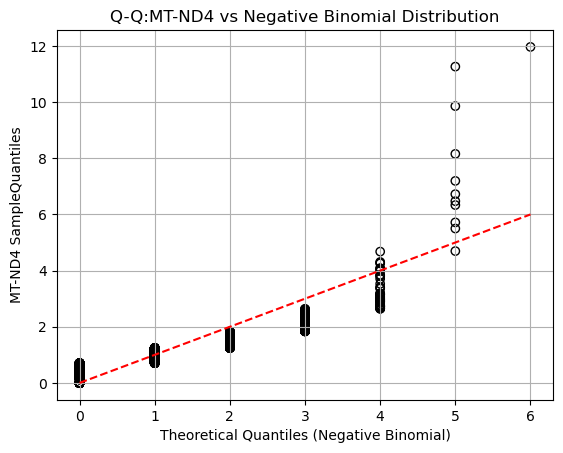 Q-Q:MT-ND4 vs Negative Binomial Distribution
12
10
8
6
4
2
0
MT-ND4 SampleQuantiles
0 1 2 3 4 5 6
Theoretical Quantiles (Negative Binomial)